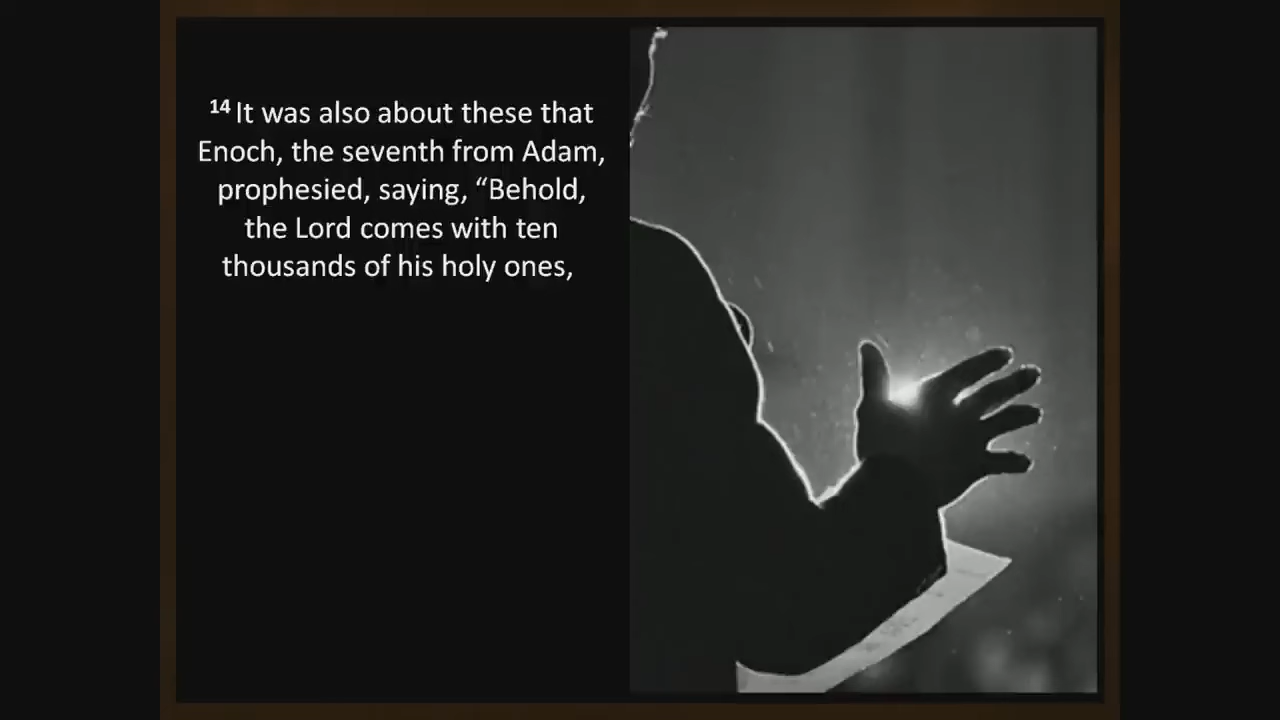 14 It was also about these that
Enoch, the seventh from Adam,
prophesied, saying, “Behold,
the Lord comes with ten
thousands of his holy ones,